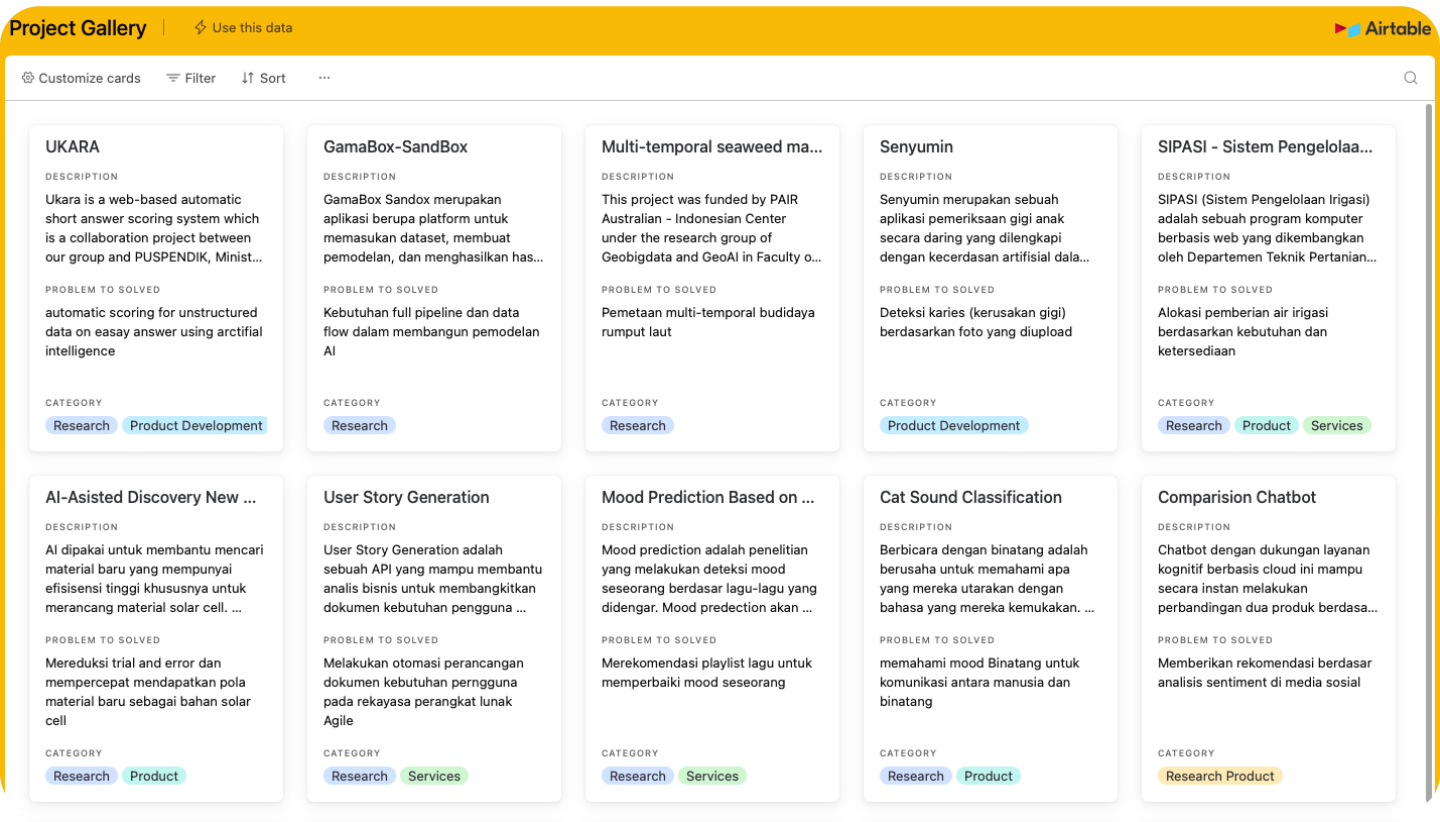 Project Gallery
Use this data
Airtable
Customize cards
Filter
Sort
...
UKARA
DESCRIPTION
Ukara is a web-based automatic
short answer scoring system which
is a collaboration project between
our group and PUSPENDIK, Minist...
PROBLEM TO SOLVED
automatic scoring for unstructured
data on easay answer using arctifial
intelligence
CATEGORY
Research
Product Development
GamaBox-SandBox
DESCRIPTION
GamaBox Sandox merupakan
aplikasi berupa platform untuk
memasukan dataset, membuat
pemodelan, dan menghasilkan has...
PROBLEM TO SOLVED
Kebutuhan full pipeline dan data
flow dalam membangun pemodelan
AI
CATEGORY
Research
Multi-temporal seaweed ma...
DESCRIPTION
This project was funded by PAIR
Australian - Indonesian Center
under the research group of
Geobigdata and GeoAI in Faculty o...
PROBLEM TO SOLVED
Pemetaan multi-temporal budidaya
rumput laut
CATEGORY
Research
Senyumin
DESCRIPTION
Senyumin merupakan sebuah
aplikasi pemeriksaan gigi anak
secara daring yang dilengkapi
dengan kecerdasan artifisial dala...
PROBLEM TO SOLVED
Deteksi karies (kerusakan gigi)
berdasarkan foto yang diupload
CATEGORY
Product Development
SIPASI - Sistem Pengelolaa...
DESCRIPTION
SIPASI (Sistem Pengelolaan Irigasi)
adalah sebuah program komputer
berbasis web yang dikembangkan
oleh Departemen Teknik Pertanian...
PROBLEM TO SOLVED
Alokasi pemberian air irigasi
berdasarkan kebutuhan dan
ketersediaan
CATEGORY
Research
Product
Services
AI-Asisted Discovery New ...
DESCRIPTION
AI dipakai untuk membantu mencari
material baru yang mempunyai
efisisensi tinggi khususnya untuk
merancang material solar cell. ...
PROBLEM TO SOLVED
Mereduksi trial and error dan
mempercepat mendapatkan pola
material baru sebagai bahan solar
cell
CATEGORY
Research
Product
User Story Generation
DESCRIPTION
User Story Generation adalah
sebuah API yang mampu membantu
analis bisnis untuk membangkitkan
dokumen kebutuhan pengguna ...
PROBLEM TO SOLVED
Melakukan otomasi perancangan
dokumen kebutuhan perngguna
pada rekayasa perangkat lunak
Agile
CATEGORY
Research
Services
Mood Prediction Based on ...
DESCRIPTION
Mood prediction adalah penelitian
yang melakukan deteksi mood
seseorang berdasar lagu-lagu yang
didengar. Mood predection akan ...
PROBLEM TO SOLVED
Merekomendasi playlist lagu untuk
memperbaiki mood seseorang
CATEGORY
Research
Services
Cat Sound Classification
DESCRIPTION
Berbicara dengan binatang adalah
berusaha untuk memahami apa
yang mereka utarakan dengan
bahasa yang mereka kemukakan. ...
PROBLEM TO SOLVED
memahami mood Binatang untuk
komunikasi antara manusia dan
binatang
CATEGORY
Research
Product
Comparision Chatbot
DESCRIPTION
Chatbot dengan dukungan layanan
kognitif berbasis cloud ini mampu
secara instan melakukan
perbandingan dua produk berdasa...
PROBLEM TO SOLVED
Memberikan rekomendasi berdasar
analisis sentiment di media sosial
CATEGORY
Research Product